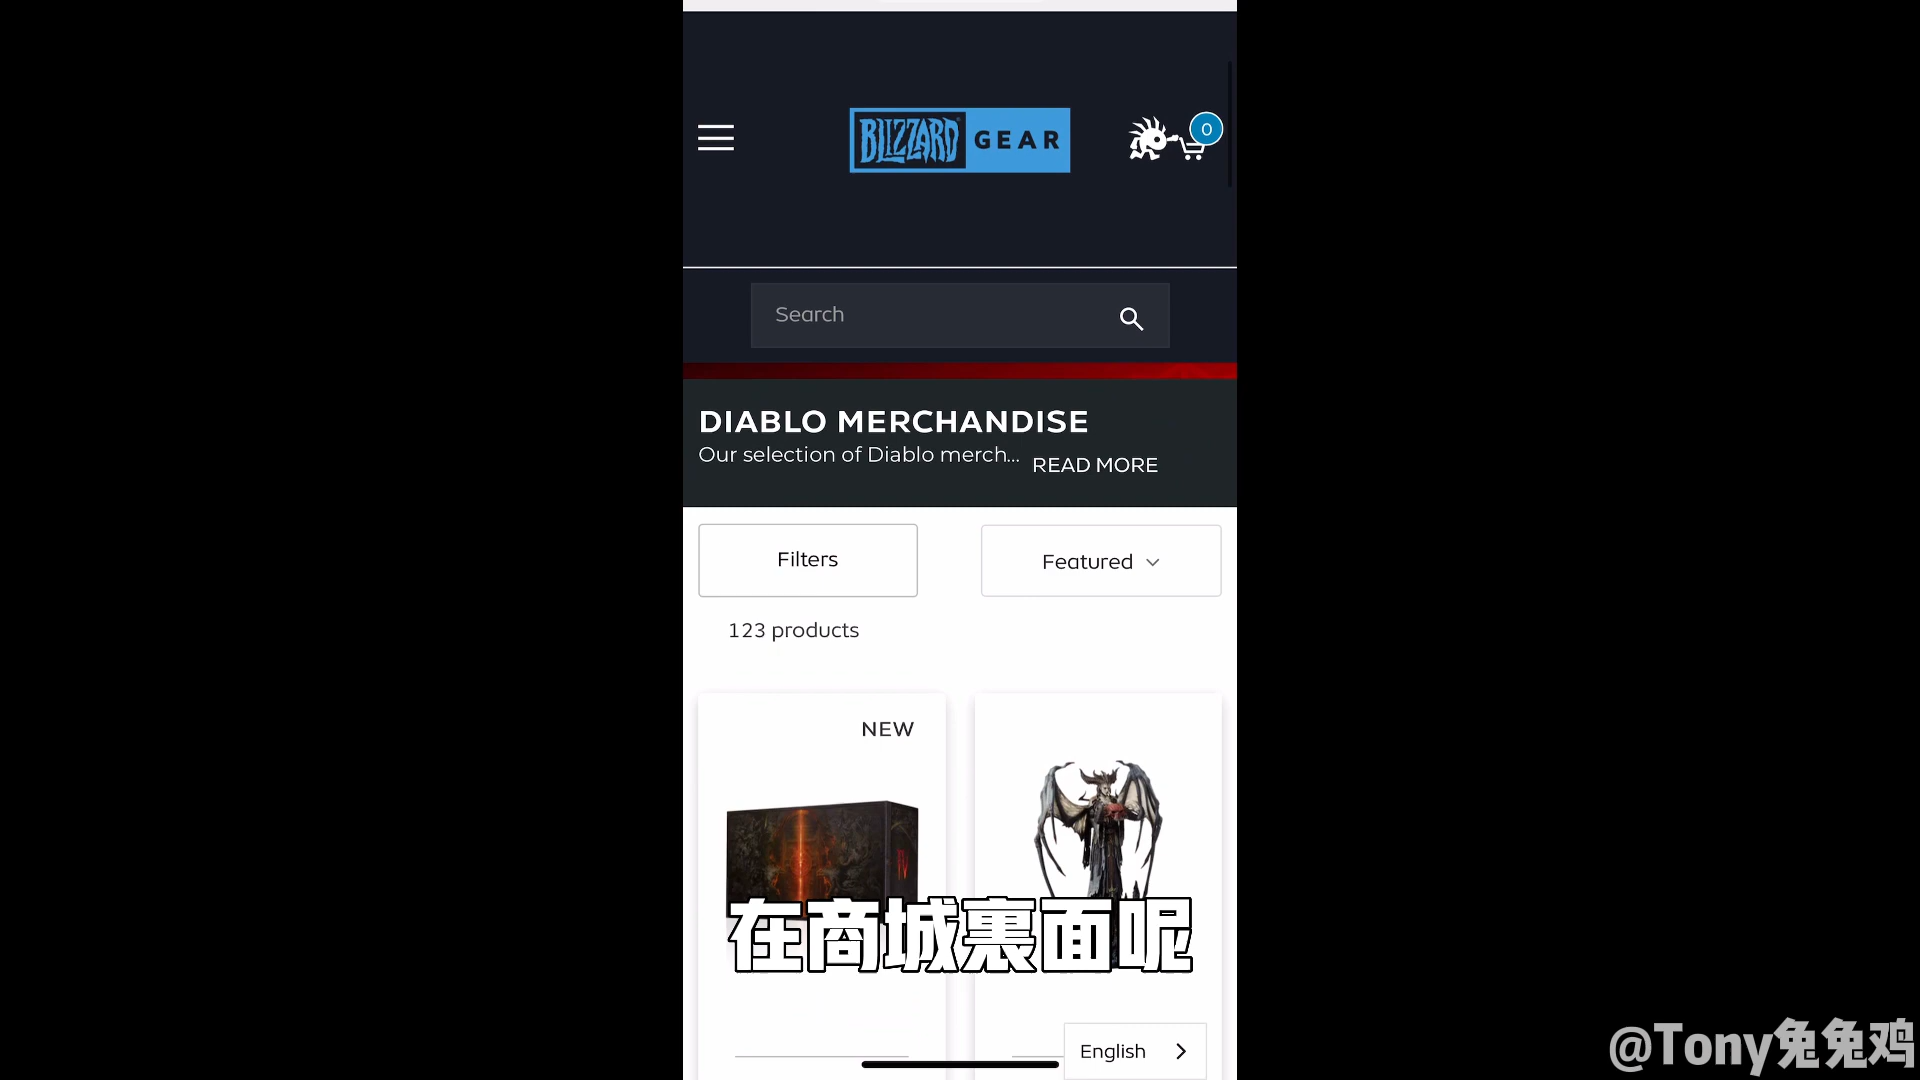 BLIZZARD GEAR
0
Search
DIABLO MERCHANDISE
Our selection of Diablo merch... READ MORE
Filters
Featured
123 products
NEW
IV
在商城裏面呢
English
@Tony兔兔鸡